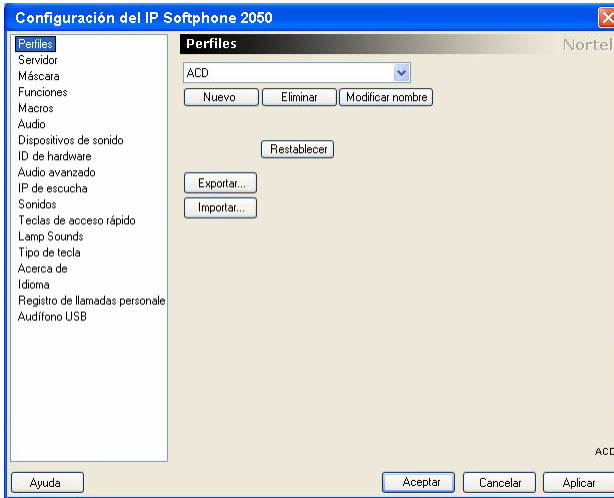 Configuración del IP Softphone 2050
Perfiles
Servidor
Máscara
Funciones
Macros
Audio
Dispositivos de sonido
ID de hardware
Audio avanzado
IP de escucha
Sonidos
Teclas de acceso rápido
Lamp Sounds
Tipo de tecla
Acerca de
Idioma
Registro de llamadas personale
Audífono USB
Perfiles
Nortel
ACD
Nuevo
Eliminar
Modificar nombre
Restablecer
Exportar...
Importar...
ACD
Ayuda
Aceptar
Cancelar
Aplicar